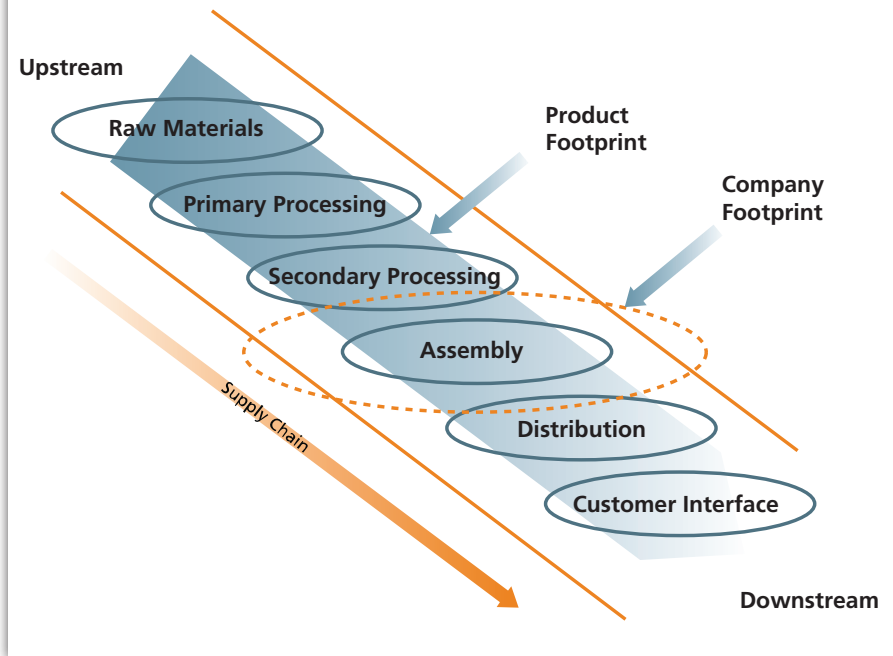 Upstream
Raw Materials
Product
Footprint
Primary Processing
Company
Footprint
Secondary Processing
Assembly
Supply Chain
Distribution
Customer Interface
Downstream